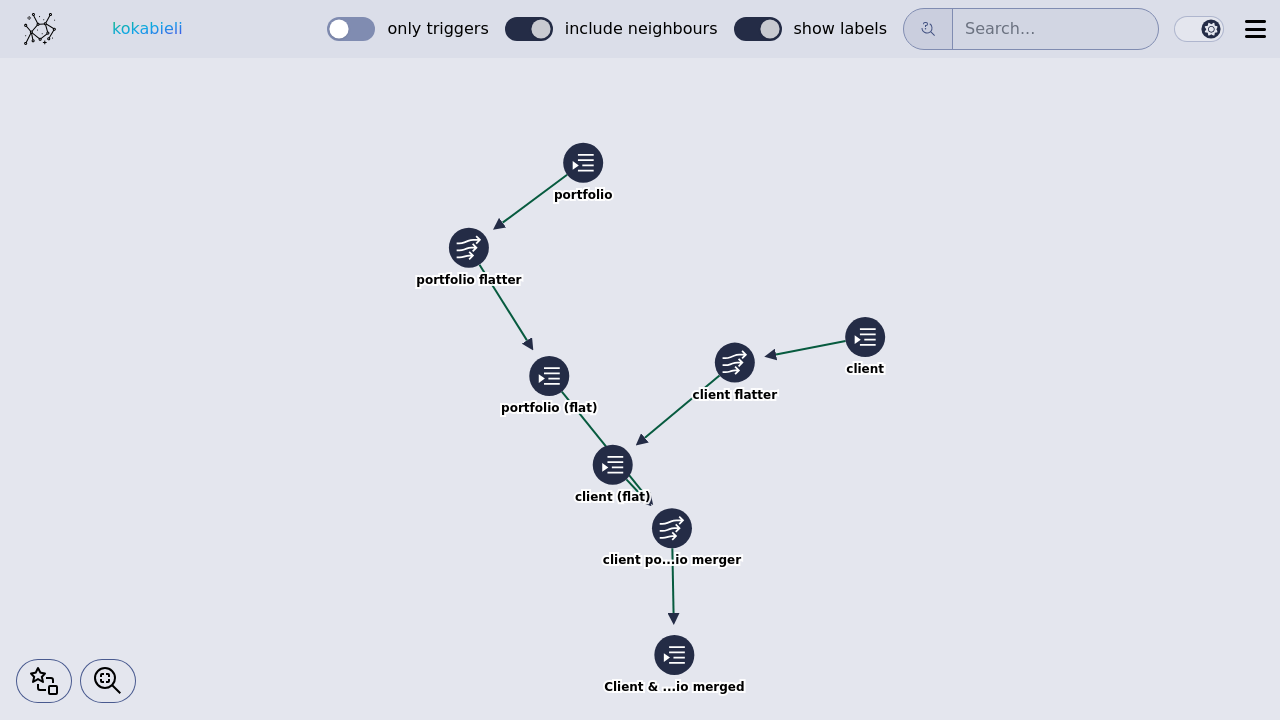 kokabieli
only triggers
include neighbours
show labels
Search...
portfolio
portfolio flatter
client
client flatter
portfolio (flat)
client (flat)
client po...io merger
Client & ...io merged